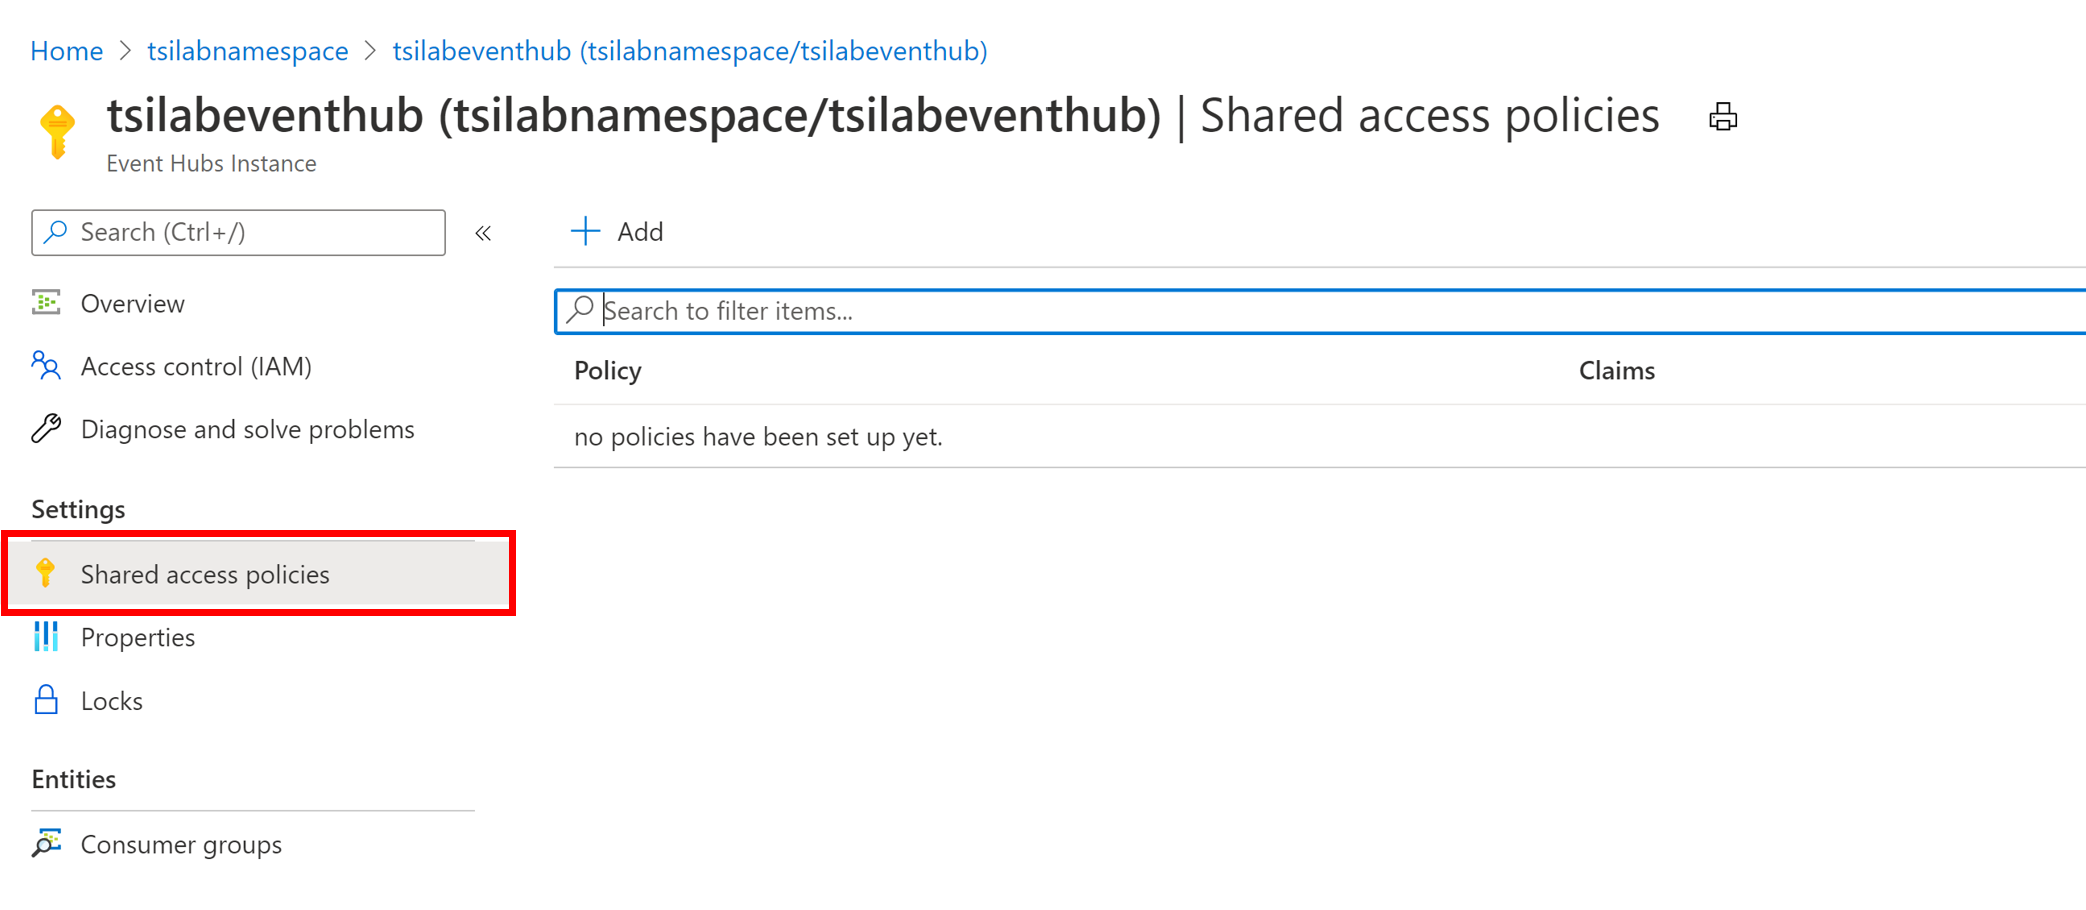 Home > tsilabnamespace > tsilabeventhub (tsilabnamespace/tsilabeventhub)
tsilabeventhub (tsilabnamespace/tsilabeventhub) | Shared access policies
Event Hubs Instance
Search (Ctrl+/)
«
Add
Overview
Search to filter items...
Access control (IAM)
Policy Claims
Diagnose and solve problems
no policies have been set up yet.
Settings
Shared access policies
Properties
Locks
Entities
Consumer groups